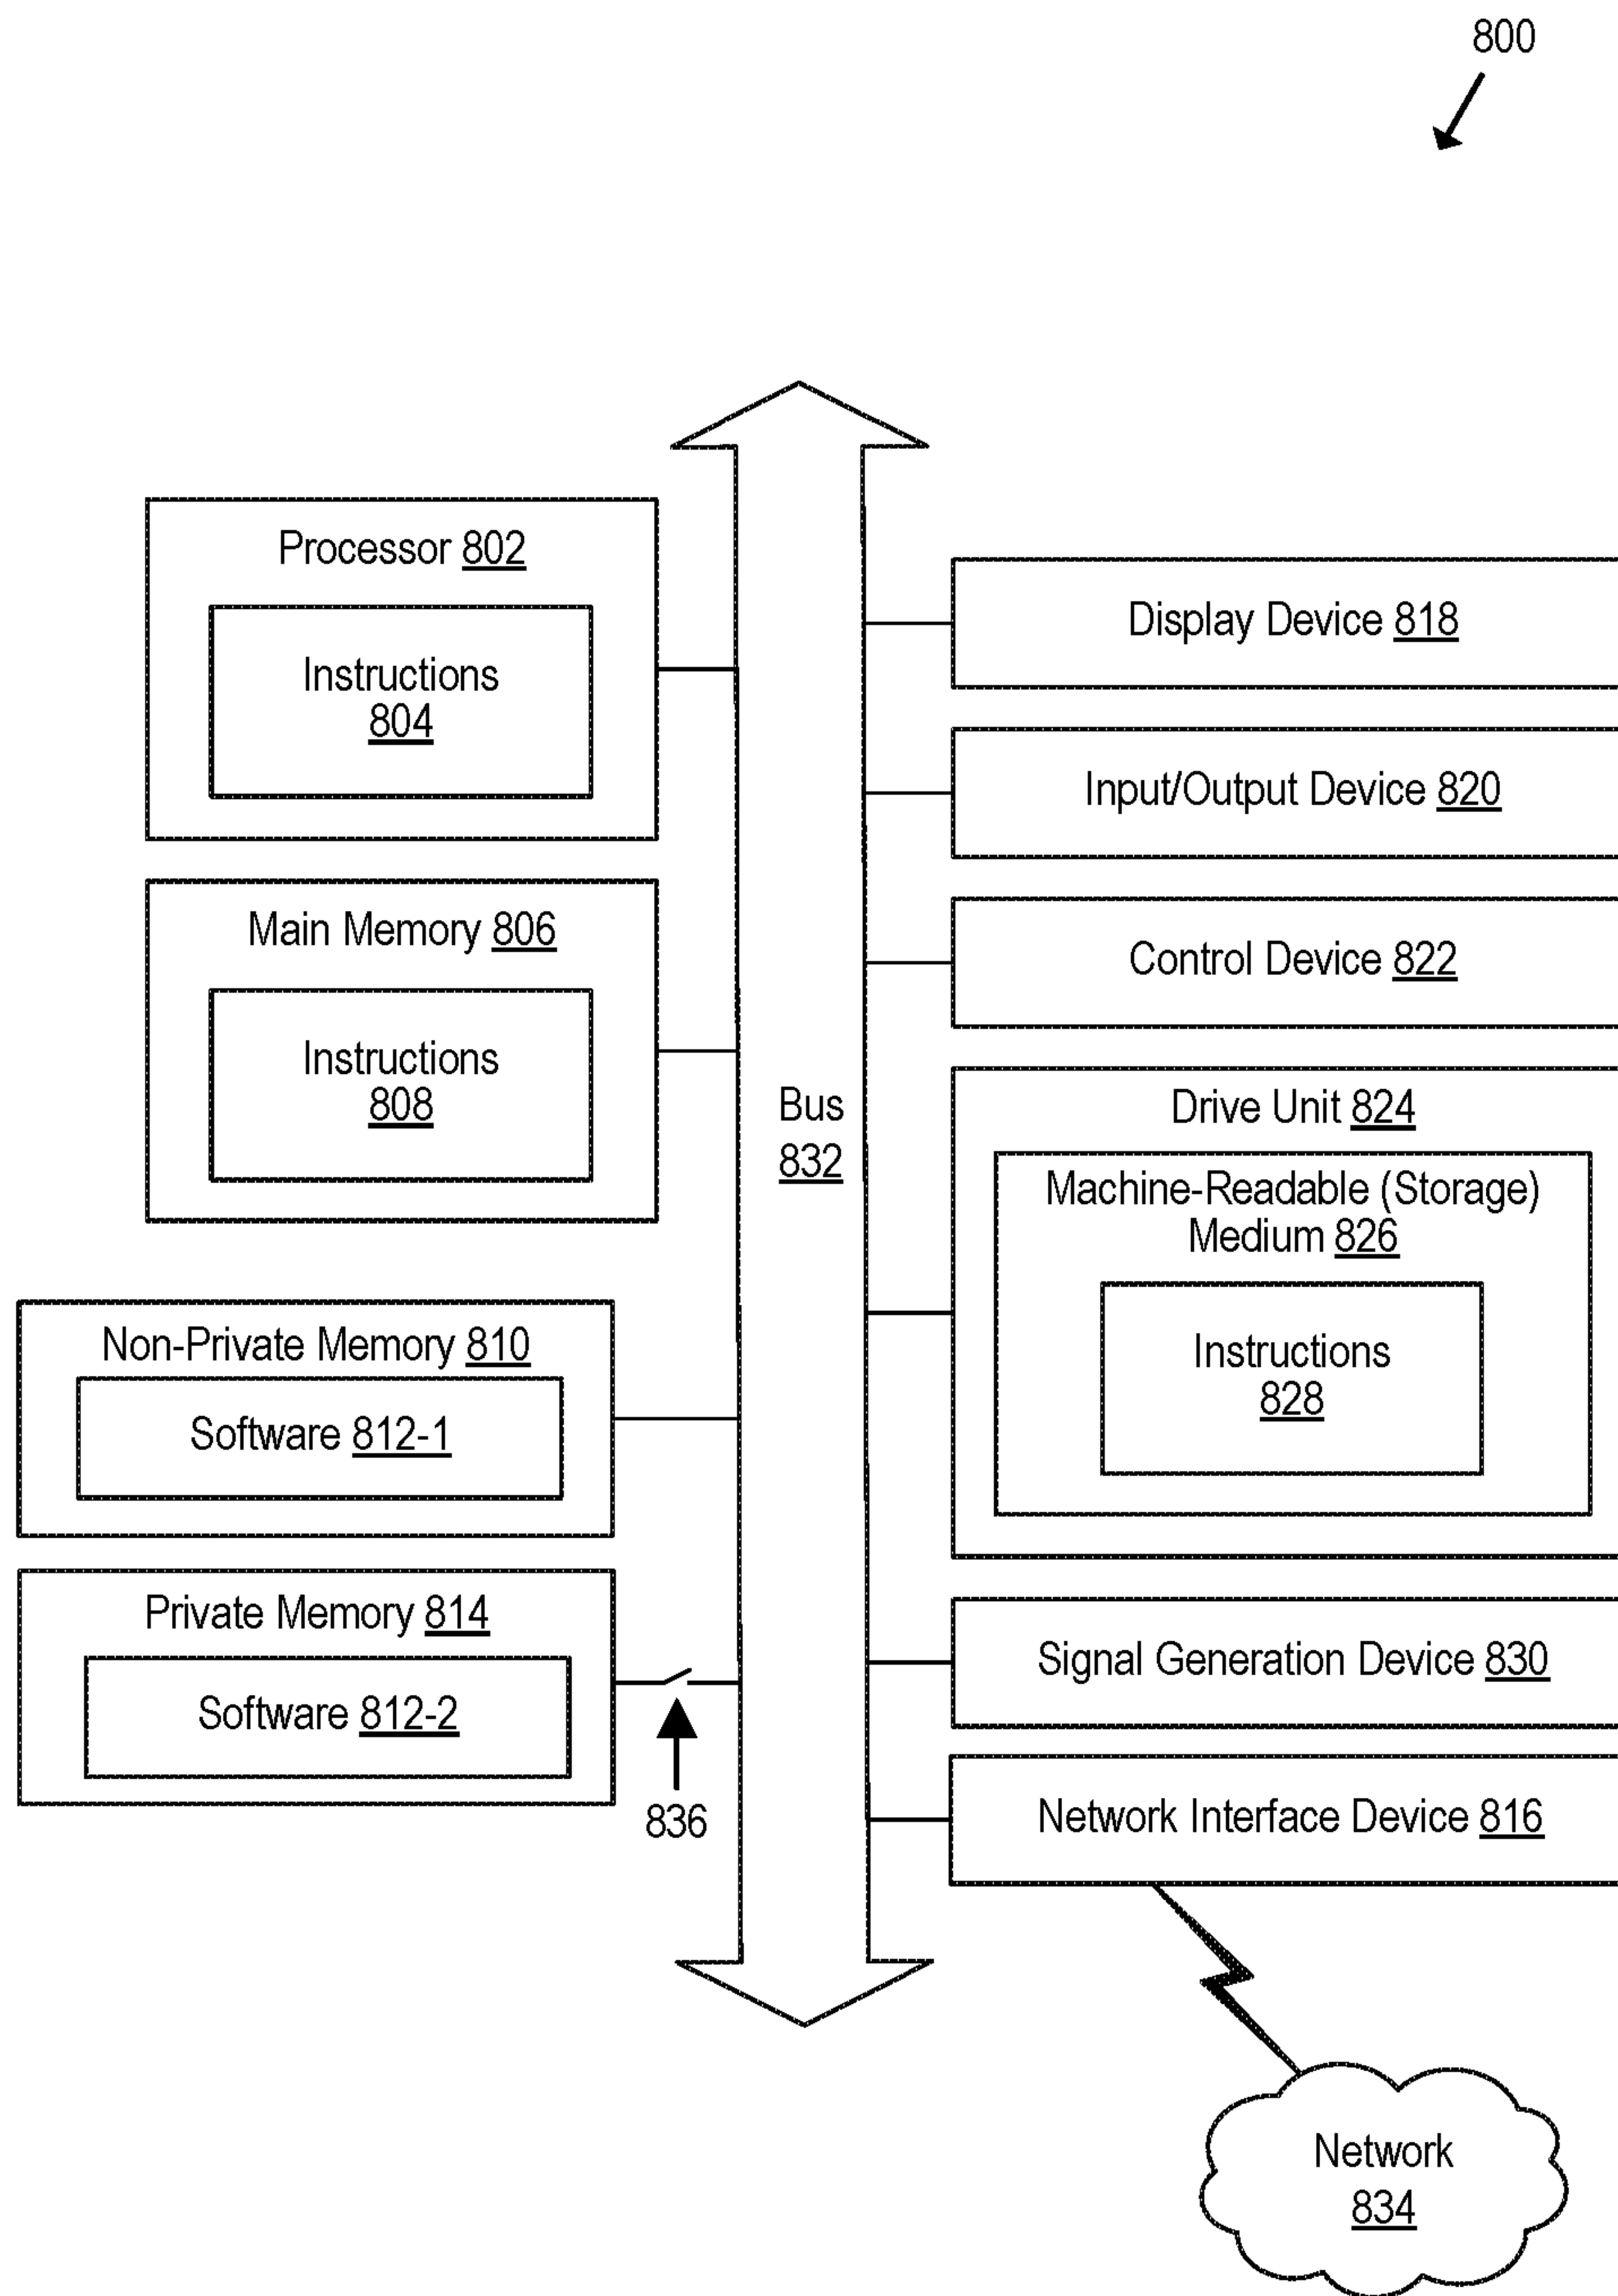 800
Processor 802
Instructions
804
Main Memory 806
Instructions
808
Non-Private Memory 810
Software 812-1
Private Memory 814
Software 812-2
836
Bus
832
Display Device 818
Input/Output Device 820
Control Device 822
Drive Unit 824
Machine-Readable (Storage)
Medium 826
Instructions
828
Signal Generation Device 830
Network Interface Device 816
Network
834